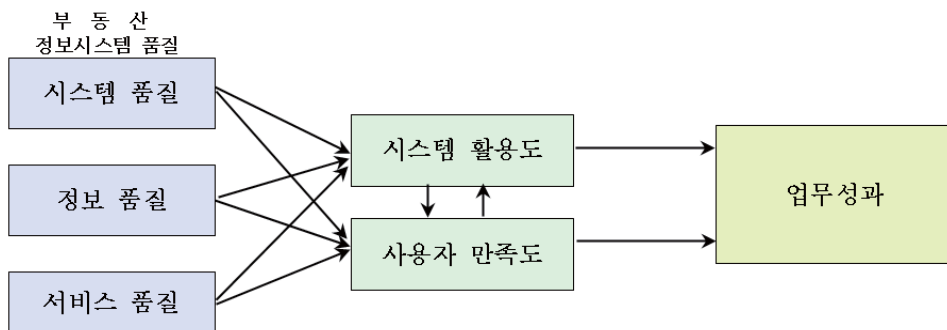 부 동 산
정보시스템 품질
시스템 품질
정보 품질
서비스 품질
시스템 활용도
사용자 만족도
업무성과